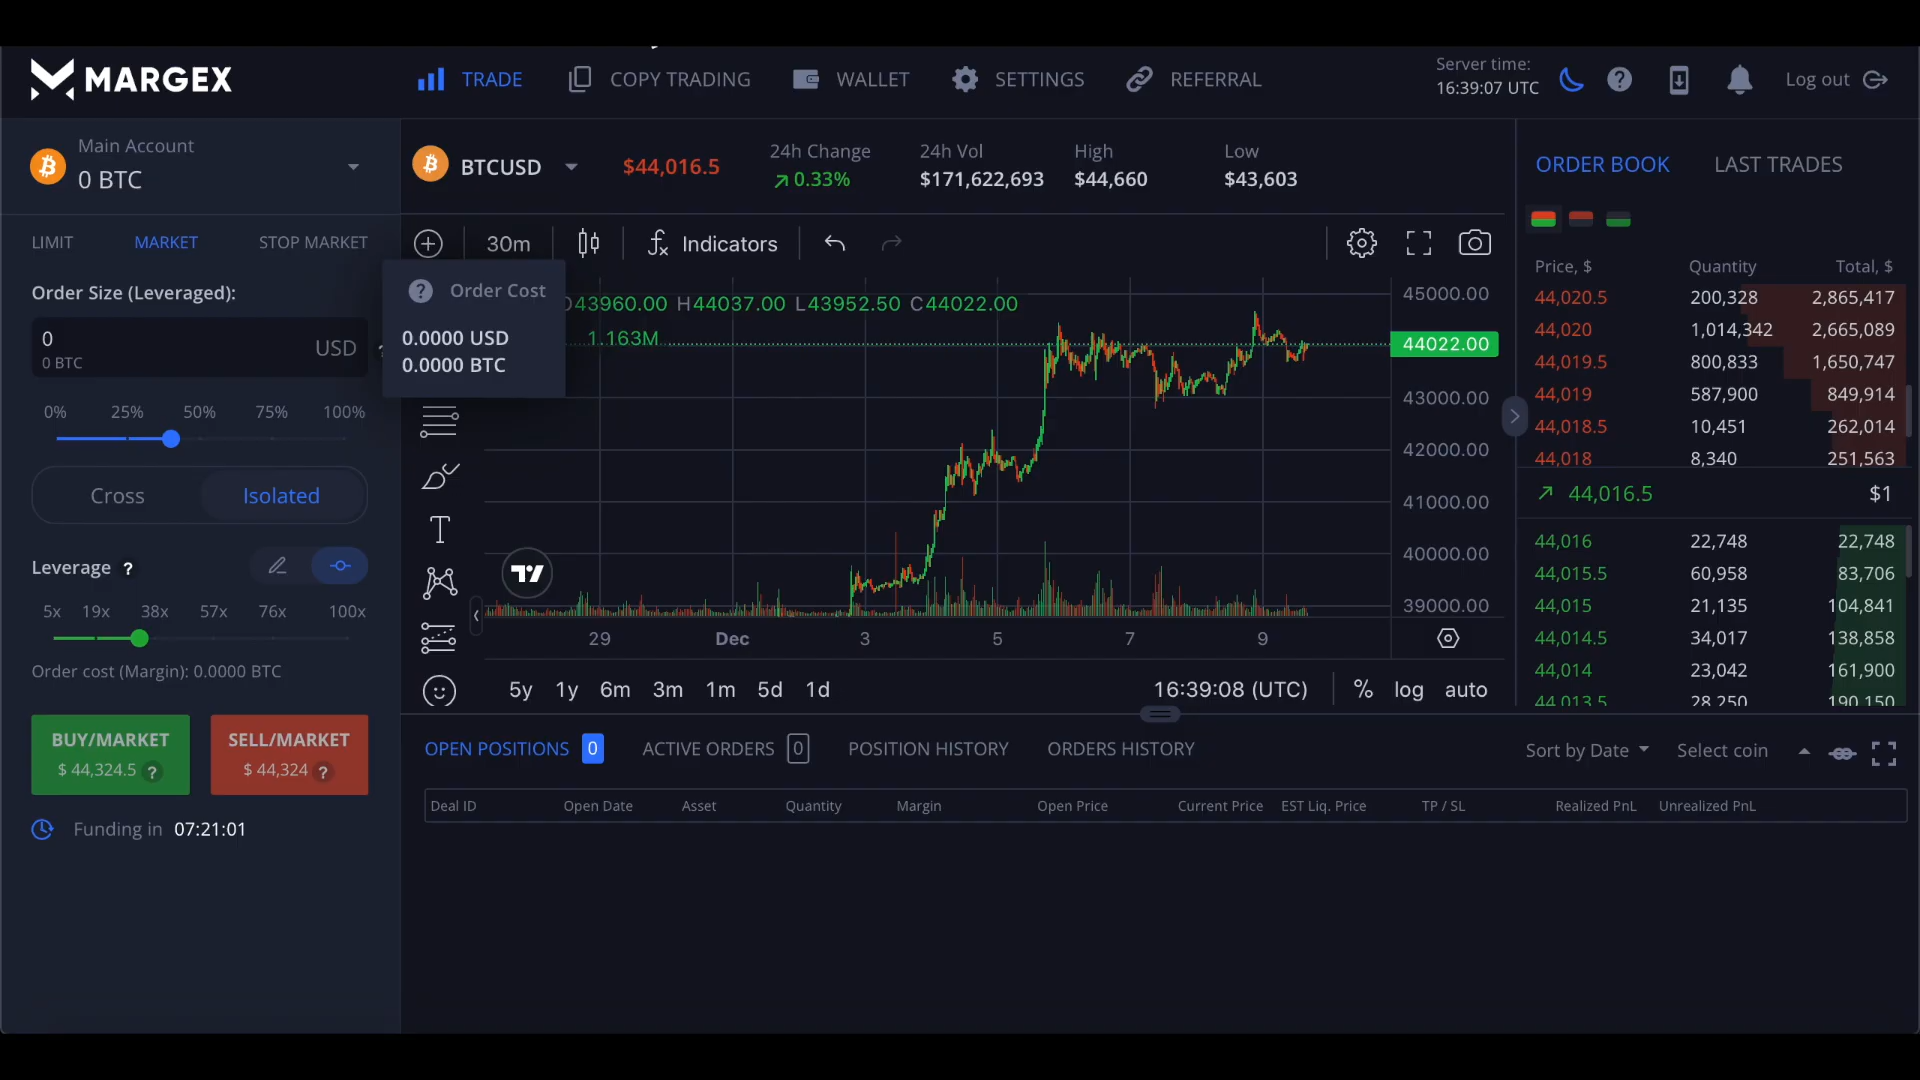 MARGEX
TRADE
COPY TRADING
WALLET
SETTINGS
REFERRAL
Server time:
16:39:07 UTC
Log out
Main Account
0 BTC
BTCUSD
$44,016.5
24h Change
0.33%
24h Vol
$171,622,693
High
$44,660
Low
$43,603
ORDER BOOK
LAST TRADES
LIMIT
MARKET
STOP MARKET
30m
Indicators
Order Size (Leveraged):
0
0 BTC
USD
Order Cost
0.0000 USD
0.0000 BTC
43960.00 H44037.00 L43952.50 C44022.00
1.163M
45000.00
44022.00
43000.00
42000.00
41000.00
40000.00
39000.00
29
Dec
3
5
7
9
0%
25%
50%
75%
100%
Cross
Isolated
Leverage ?
5x
19x
38x
57x
76x
100x
Order cost (Margin): 0.0000 BTC
BUY/MARKET
$ 44,324.5 ?
SELL/MARKET
$ 44,324 ?
Funding in 07:21:01
5y
1y
6m
3m
1m
5d
1d
16:39:08 (UTC)
%
log
auto
Price, $ Quantity Total, $
44,020.5 200,328 2,865,417
44,020 1,014,342 2,665,089
44,019.5 800,833 1,650,747
44,019 587,900 849,914
44,018.5 10,451 262,014
44,018 8,340 251,563
44,016.5 $1
44,016 22,748 22,748
44,015.5 60,958 83,706
44,015 21,135 104,841
44,014.5 34,017 138,858
44,014 23,042 161,900
44,013.5 28,250 190,150
OPEN POSITIONS 0
ACTIVE ORDERS 0
POSITION HISTORY
ORDERS HISTORY
Sort by Date
Select coin
Deal ID
Open Date
Asset
Quantity
Margin
Open Price
Current Price
EST Liq. Price
TP / SL
Realized PnL
Unrealized PnL